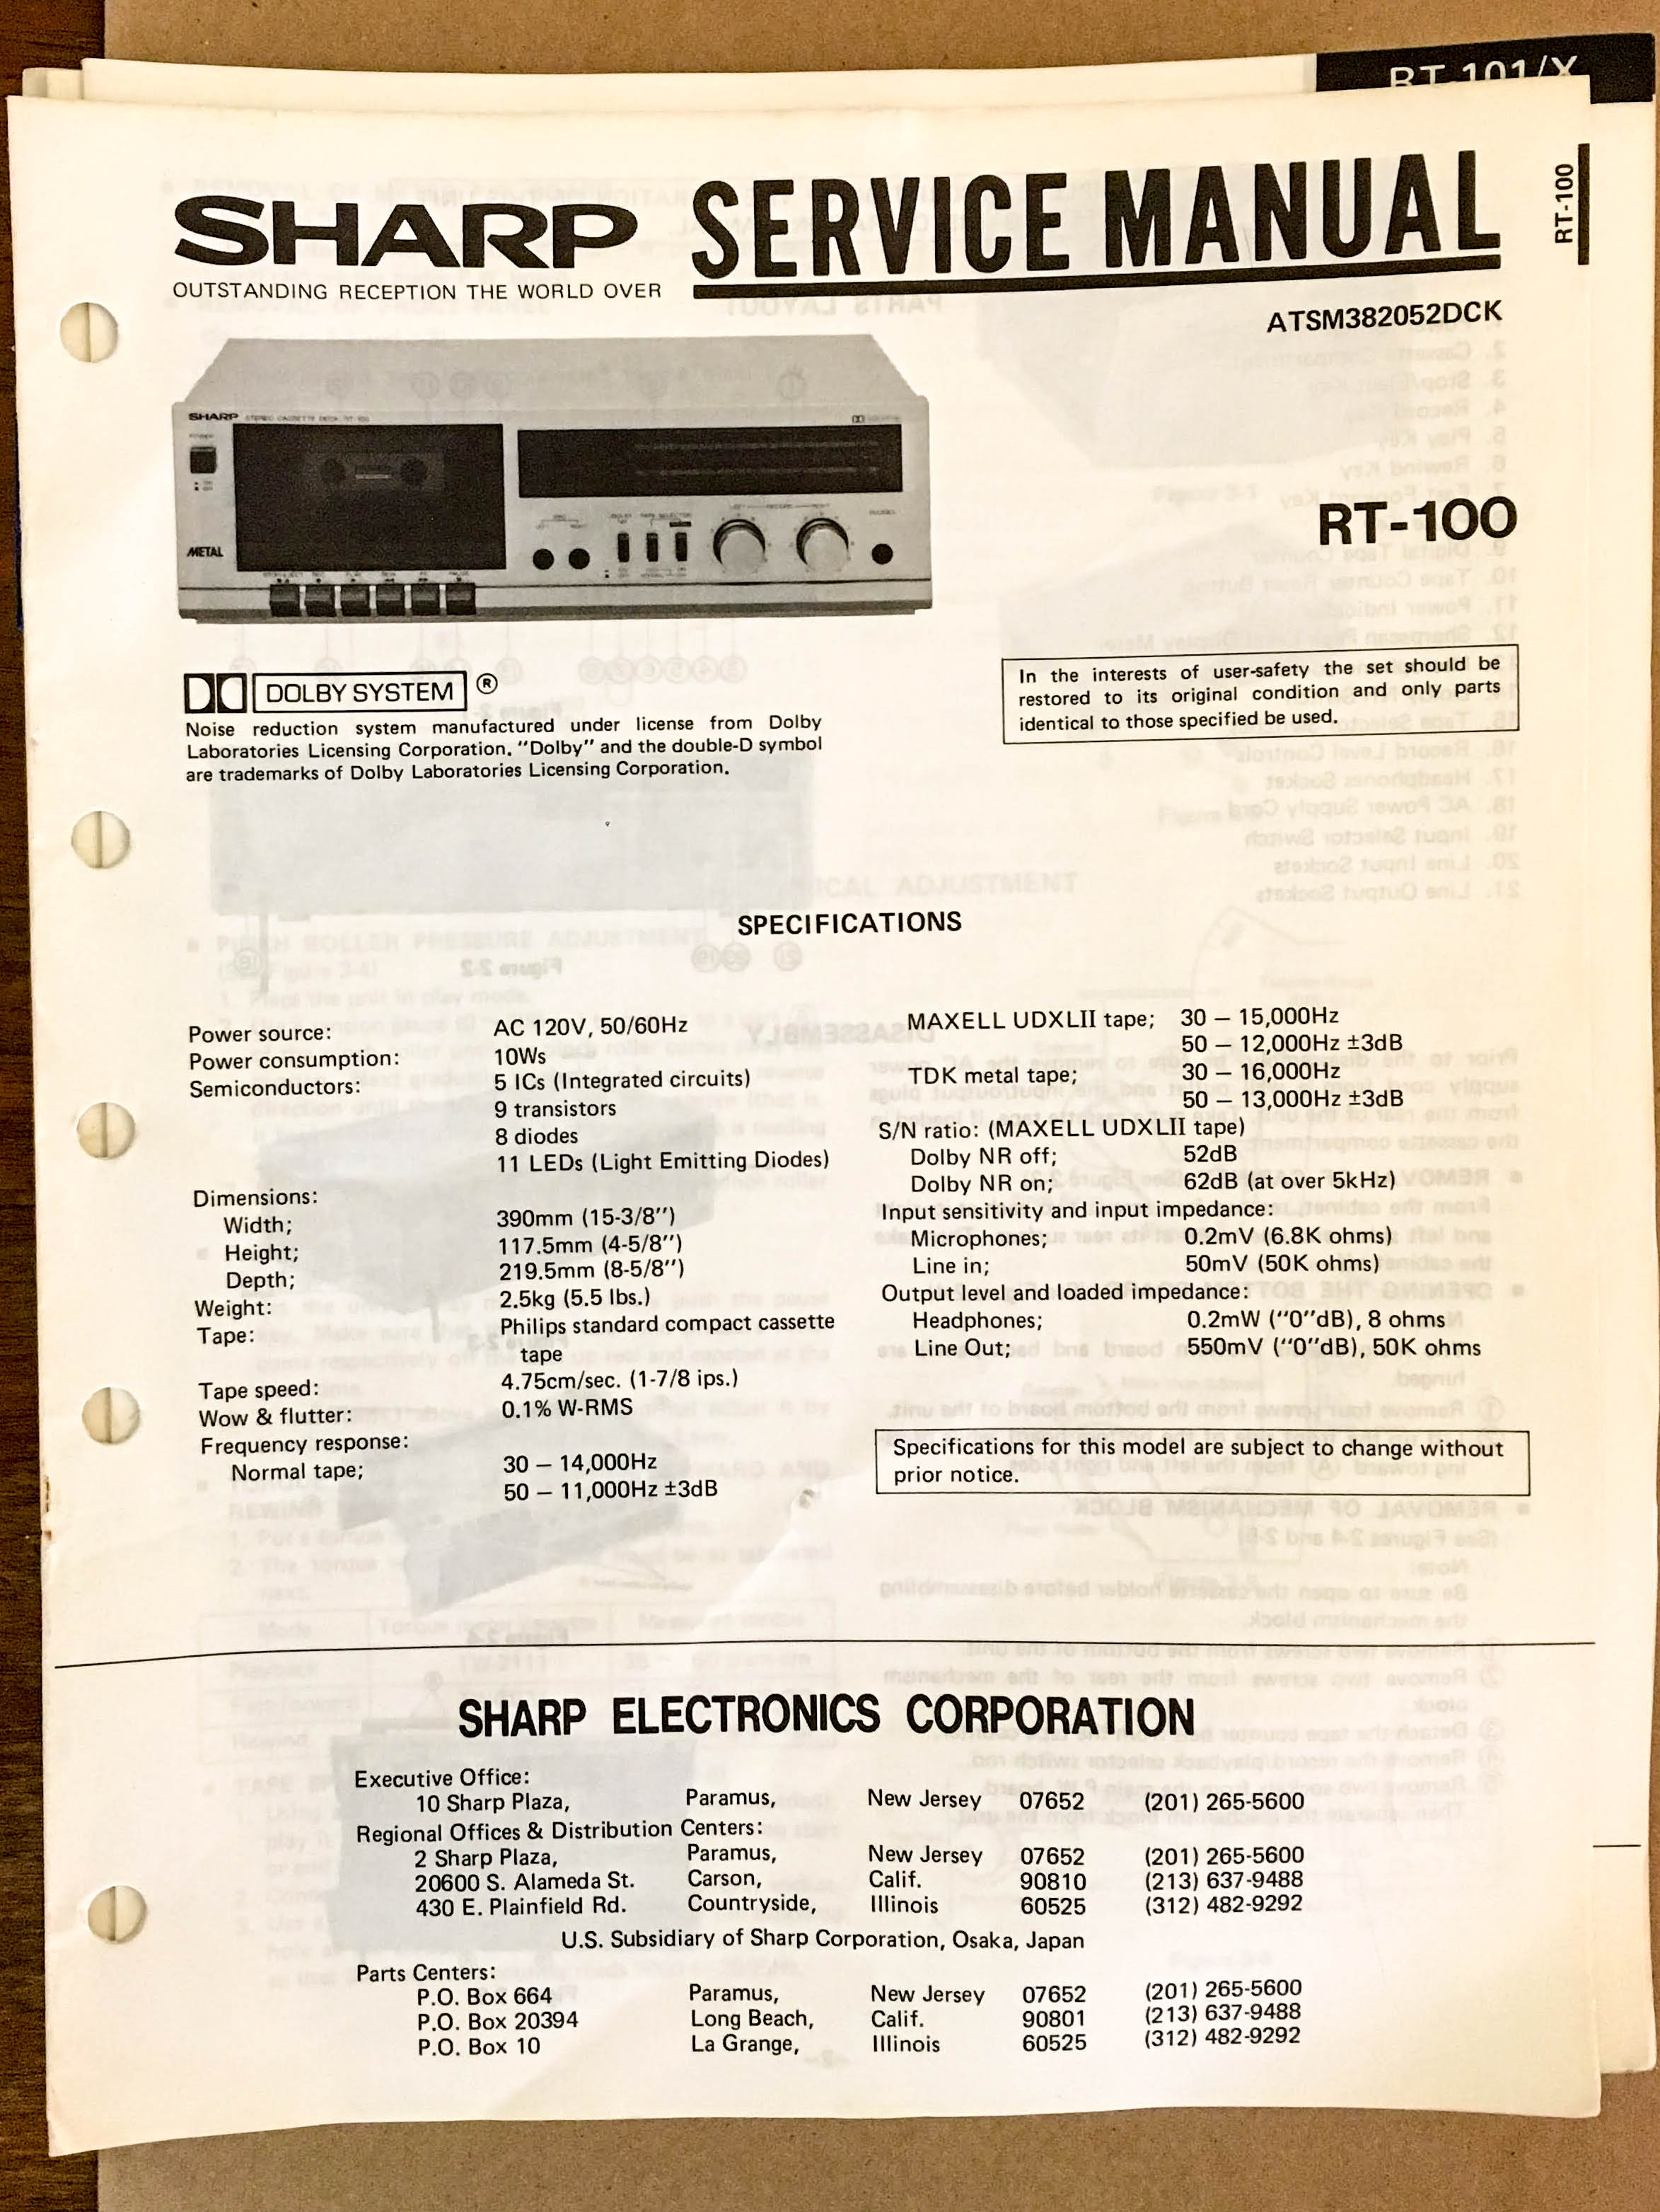 RT-101/X
RT-100
SHARP SERVICE MANUAL
OUTSTANDING RECEPTION THE WORLD OVER
ATSM382052DCK
SHARP STEREO CASSETTE DECK RT-100
POWER
METAL
RT-100
DOLBY SYSTEM ®
Noise reduction system manufactured under license from Dolby
Laboratories Licensing Corporation. "Dolby" and the double-D symbol
are trademarks of Dolby Laboratories Licensing Corporation.
In the interests of user-safety the set should be
restored to its original condition and only parts
identical to those specified be used.
SPECIFICATIONS
Power source: AC 120V, 50/60Hz
Power consumption: 10Ws
Semiconductors: 5 ICs (Integrated circuits)
9 transistors
8 diodes
11 LEDs (Light Emitting Diodes)
Dimensions:
Width; 390mm (15-3/8'')
Height; 117.5mm (4-5/8'')
Depth; 219.5mm (8-5/8'')
Weight: 2.5kg (5.5 lbs.)
Tape: Philips standard compact cassette
tape
Tape speed: 4.75cm/sec. (1-7/8 ips.)
Wow & flutter: 0.1% W-RMS
Frequency response:
Normal tape; 30 – 14,000Hz
50 – 11,000Hz ±3dB
MAXELL UDXLII tape; 30 – 15,000Hz
50 – 12,000Hz ±3dB
TDK metal tape; 30 – 16,000Hz
50 – 13,000Hz ±3dB
S/N ratio: (MAXELL UDXLII tape)
Dolby NR off; 52dB
Dolby NR on; 62dB (at over 5kHz)
Input sensitivity and input impedance:
Microphones; 0.2mV (6.8K ohms)
Line in; 50mV (50K ohms)
Output level and loaded impedance:
Headphones; 0.2mW ("0"dB), 8 ohms
Line Out; 550mV ("0"dB), 50K ohms
Specifications for this model are subject to change without
prior notice.
SHARP ELECTRONICS CORPORATION
Executive Office:
10 Sharp Plaza, Paramus, New Jersey 07652 (201) 265-5600
Regional Offices & Distribution Centers:
2 Sharp Plaza, Paramus, New Jersey 07652 (201) 265-5600
20600 S. Alameda St. Carson, Calif. 90810 (213) 637-9488
430 E. Plainfield Rd. Countryside, Illinois 60525 (312) 482-9292
U.S. Subsidiary of Sharp Corporation, Osaka, Japan
Parts Centers:
P.O. Box 664 Paramus, New Jersey 07652 (201) 265-5600
P.O. Box 20394 Long Beach, Calif. 90801 (213) 637-9488
P.O. Box 10 La Grange, Illinois 60525 (312) 482-9292